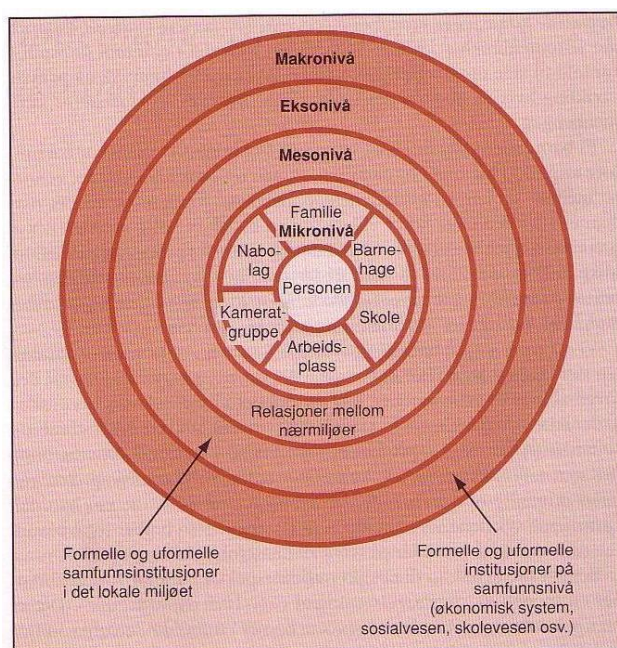 Makronivå
Eksonivå
Mesonivå
Familie
Mikronivå
Nabo-
lag
Barne-
hage
Personen
Kamerat-
gruppe
Skole
Arbeids-
plass
Relasjoner mellom
nærmiljøer
Formelle og uformelle
samfunnsinstitusjoner
i det lokale miljøet
Formelle og uformelle
institusjoner på
samfunnsnivå
(økonomisk system,
sosialvesen, skolevesen osv.)